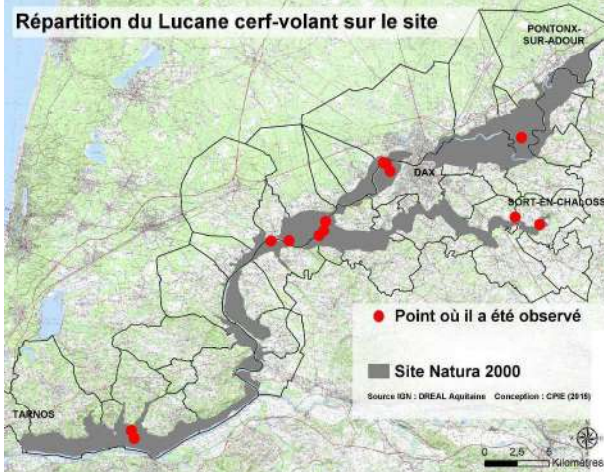 Répartition du Lucane cerf-volant sur le site
PONTONX-
SUR-ADOUR
DAX
SORT-EN-CHALOSS
Point où il a été observé
Site Natura 2000
Source IGN : DREAL Aquitaine Conception : CPIE (2015)
TARNOS
0 2,5 5
Kilomètres